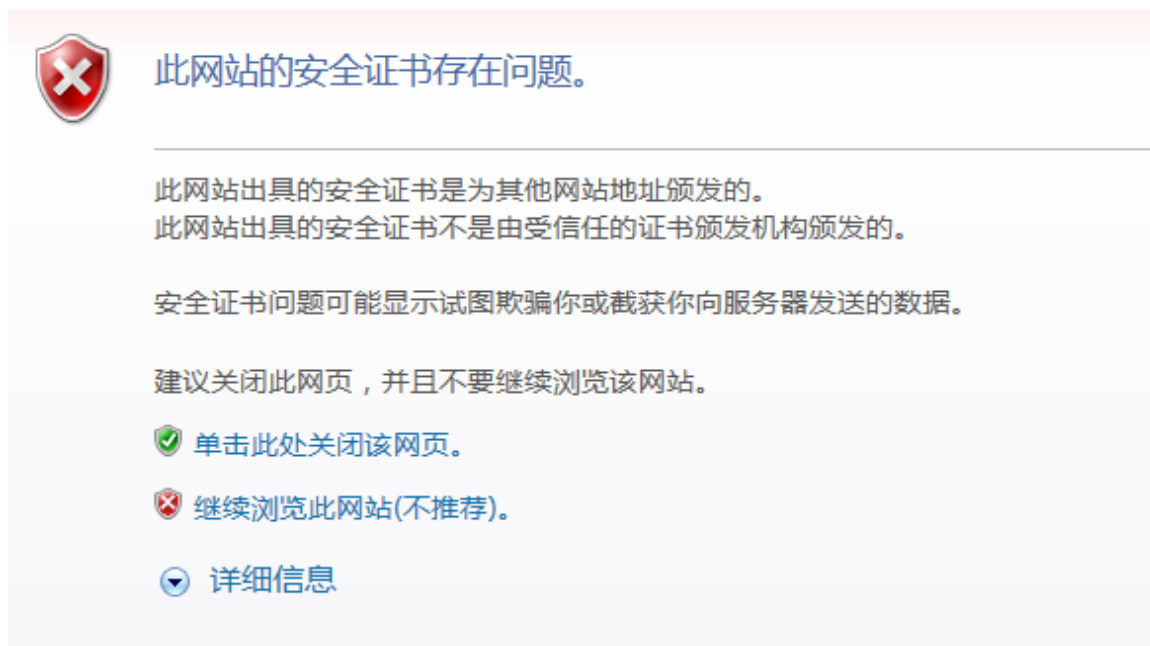 此网站的安全证书存在问题。
此网站出具的安全证书是为其他网站地址颁发的。
此网站出具的安全证书不是由受信任的证书颁发机构颁发的。
安全证书问题可能显示试图欺骗你或截获你向服务器发送的数据。
建议关闭此网页，并且不要继续浏览该网站。
单击此处关闭该网页。
继续浏览此网站(不推荐)。
详细信息